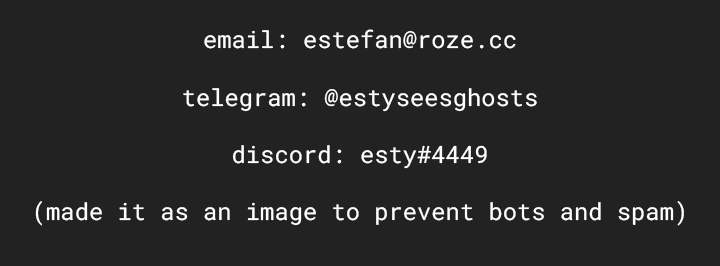 email: estefan@roze.cc
telegram: @estyseesghosts
discord: esty#4449
(made it as an image to prevent bots and spam)